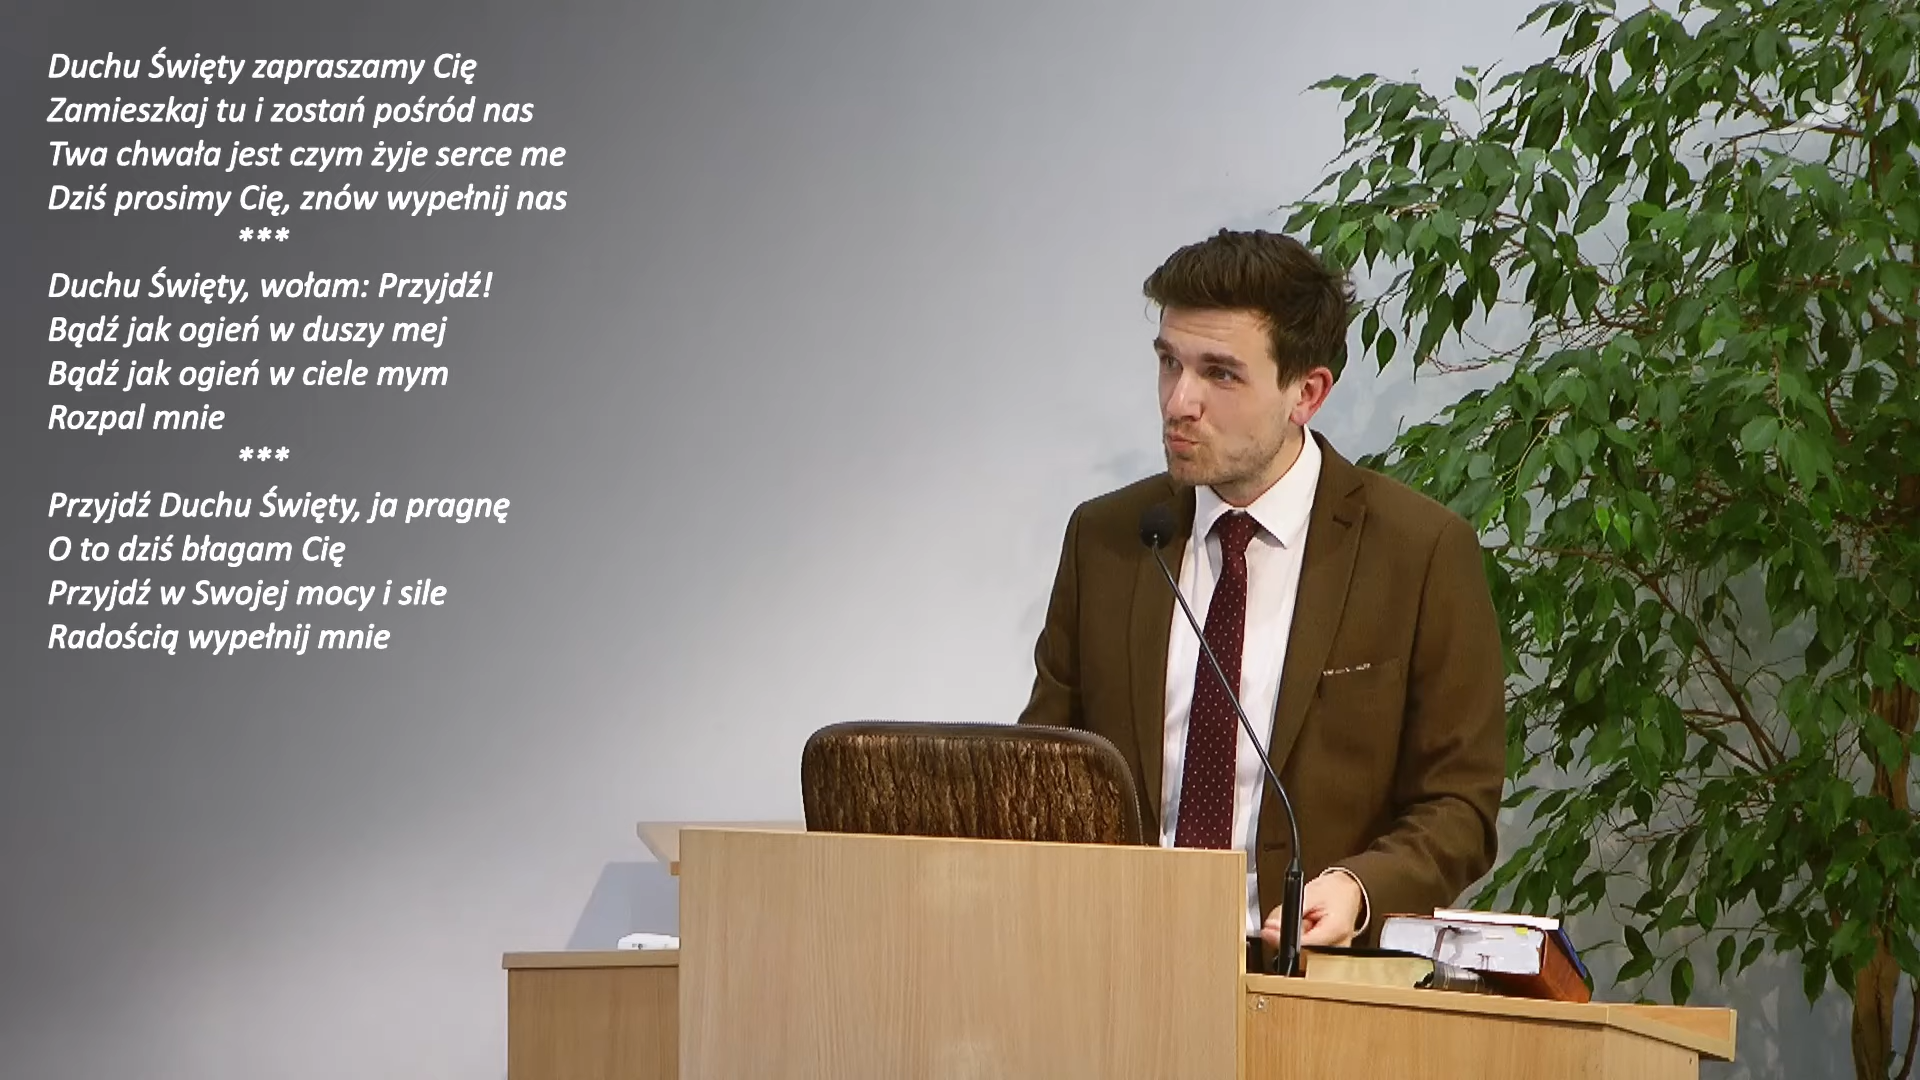 Duchu Święty zapraszamy Cię
Zamieszkaj tu i zostań pośród nas
Twa chwała jest czym żyje serce me
Dziś prosimy Cię, znów wypełnij nas
***
Duchu Święty, wołam: Przyjdź!
Bądź jak ogień w duszy mej
Bądź jak ogień w ciele mym
Rozpal mnie
***
Przyjdź Duchu Święty, ja pragnę
O to dziś błagam Cię
Przyjdź w Swojej mocy i sile
Radością wypełnij mnie